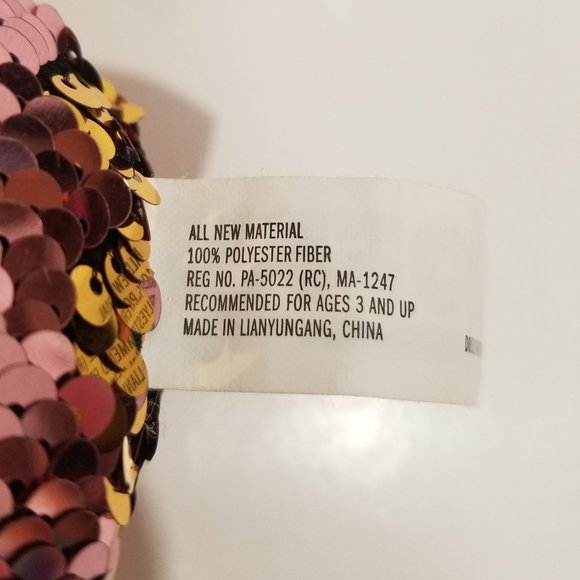 ALL NEW MATERIAL
100% POLYESTER FIBER
REG NO. PA-5022 (RC), MA-1247
RECOMMENDED FOR AGES 3 AND UP
MADE IN LIANYUNGANG, CHINA